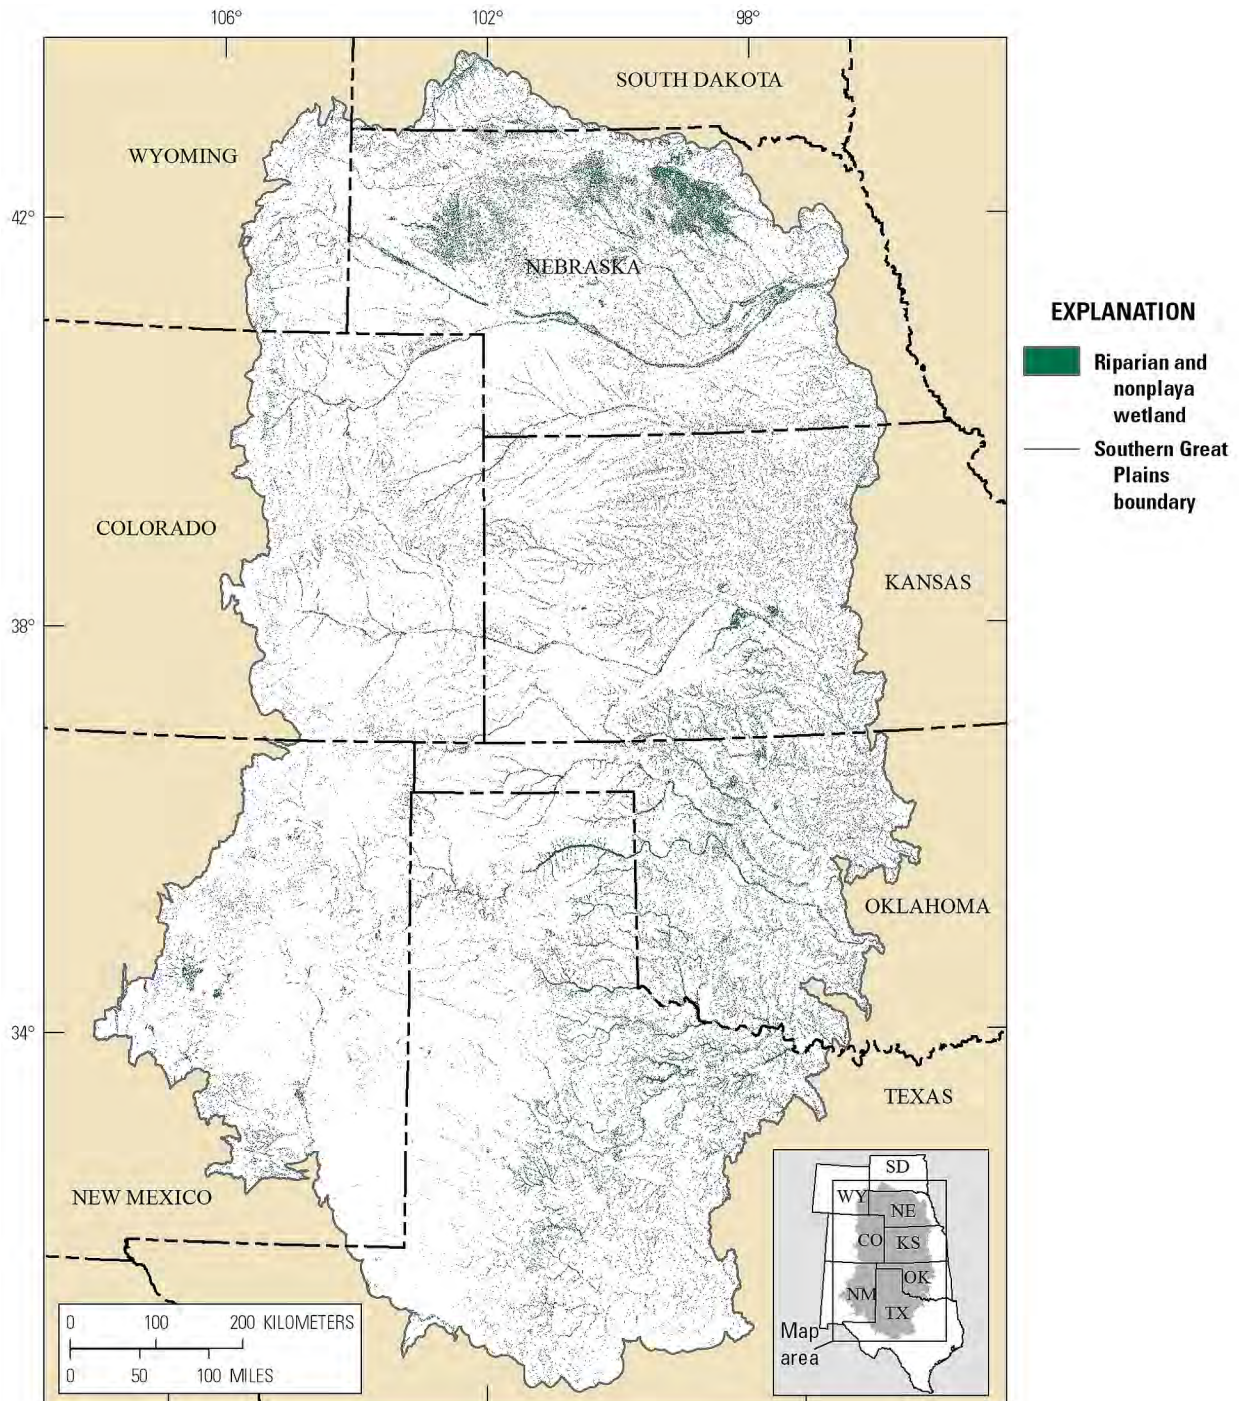 106° 102° 98°
SOUTH DAKOTA
WYOMING
42°
NEBRASKA
EXPLANATION
Riparian and
nonplaya
wetland
Southern Great
Plains
boundary
COLORADO
KANSAS
38°
OKLAHOMA
34°
TEXAS
NEW MEXICO
SD
WY
NE
CO KS
OK
NM
TX
Map
area
0 100 200 KILOMETERS
0 50 100 MILES